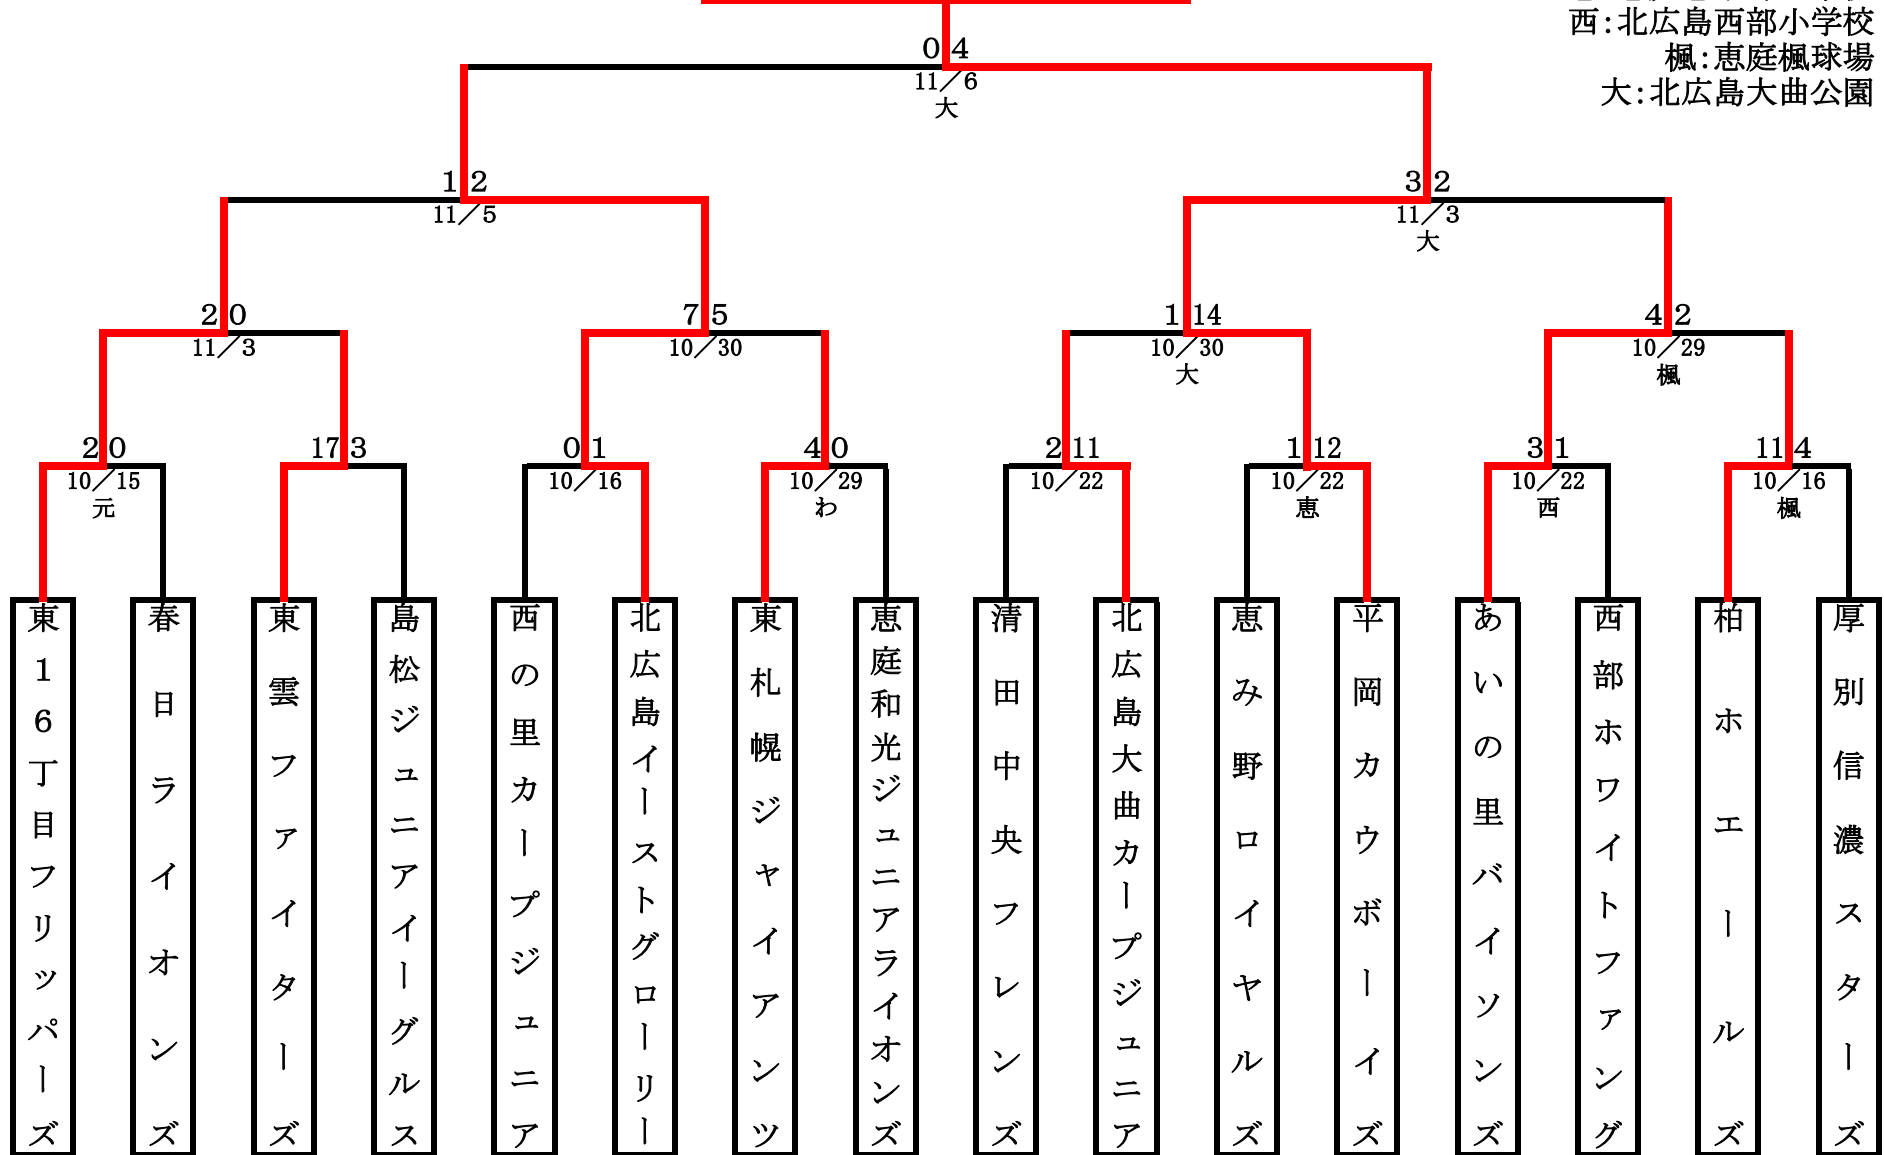 西:北広島西部小学校
楓:恵庭楓球場
大:北広島大曲公園
0 4
11／6
大
1 2
11／5
3 2
11／3
大
2 0
11／3
7 5
10／30
1 14
10／30
大
4 2
10／29
楓
2 0
10／15
元
17 3
0 1
10／16
4 0
10／29
わ
2 11
10／22
1 12
10／22
恵
3 1
10／22
西
11 4
10／16
楓
東16丁目フリッパーズ
春日ライオンズ
東雲ファイターズ
島松ジュニアイーグルス
西の里カープジュニア
北広島イーストグローリー
東札幌ジャイアンツ
恵庭和光ジュニアライオンズ
清田中央フレンズ
北広島大曲カープジュニア
恵み野ロイヤルズ
平岡カウボーイズ
あいの里バイソンズ
西部ホワイトファング
柏ホエールズ
厚別信濃スターズ